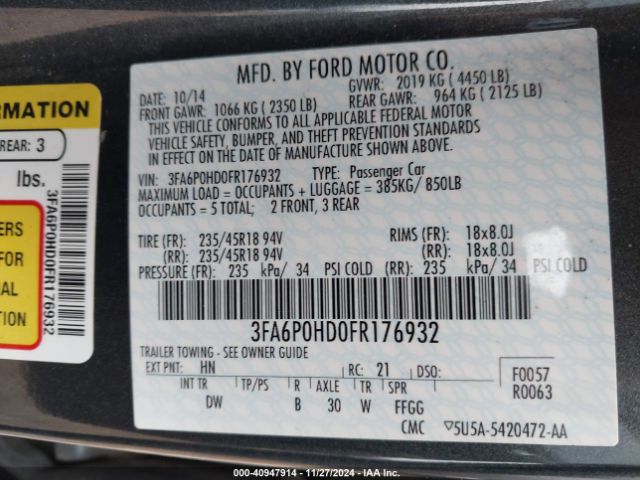 ORMATION
REAR: 3
lbs.
ERS
FOR
AL
ON
3FA6P0HD0FR176932
MFD. BY FORD MOTOR CO.
DATE: 10/14 GVWR: 2019 KG (4450 LB)
FRONT GAWR: 1066 KG (2350 LB) REAR GAWR: 964 KG (2125 LB)
THIS VEHICLE CONFORMS TO ALL APPLICABLE FEDERAL MOTOR
VEHICLE SAFETY, BUMPER, AND THEFT PREVENTION STANDARDS
IN EFFECT ON THE DATE OF MANUFACTURE SHOWN ABOVE.
VIN: 3FA6P0HD0FR176932 TYPE: Passenger Car
MAXIMUM LOAD = OCCUPANTS + LUGGAGE = 385KG/ 850LB
OCCUPANTS = 5 TOTAL; 2 FRONT, 3 REAR
TIRE (FR): 235/45R18 94V RIMS (FR): 18x8.0J
(RR): 235/45R18 94V (RR): 18x8.0J
PRESSURE (FR): 235 kPa/ 34 PSI COLD (RR): 235 kPa/ 34 PSI COLD
3FA6P0HD0FR176932
TRAILER TOWING - SEE OWNER GUIDE
EXT PNT: HN RC: 21 DSO: F0057
INT TR TP/PS R AXLE TR SPR R0063
DW B 30 W FFGG
CMC ▽5U5A-5420472-AA
000-40947914 - 11/27/2024 - IAA Inc.